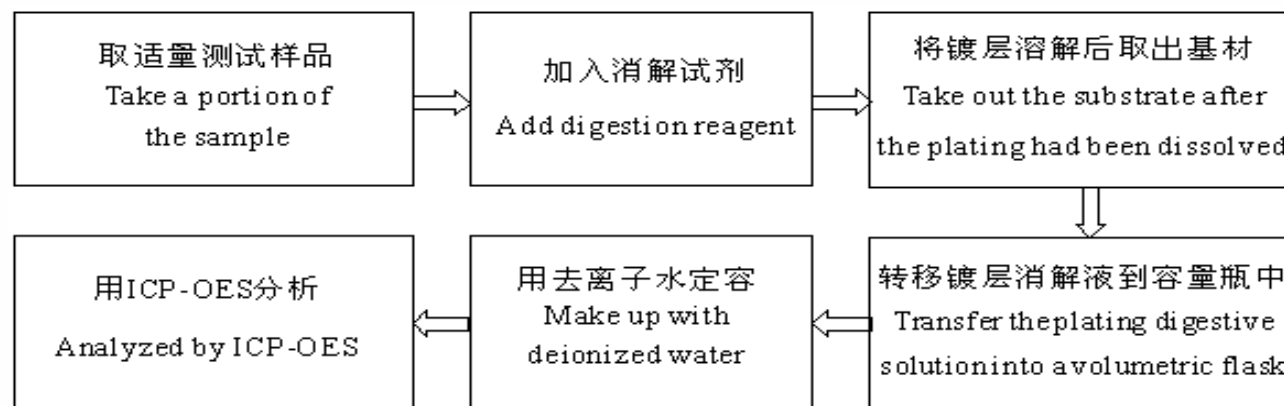 取适量测试样品
Take a portion of
the sample
加入消解试剂
Add digestion reagent
将镀层溶解后取出基材
Take out the substrate after
the plating had been dissolved
转移镀层消解液到容量瓶中
Transfer the plating digestive
solution into a volumetric flask
用去离子水定容
Make up with
deionized water
用ICP-OES分析
Analyzed by ICP-OES